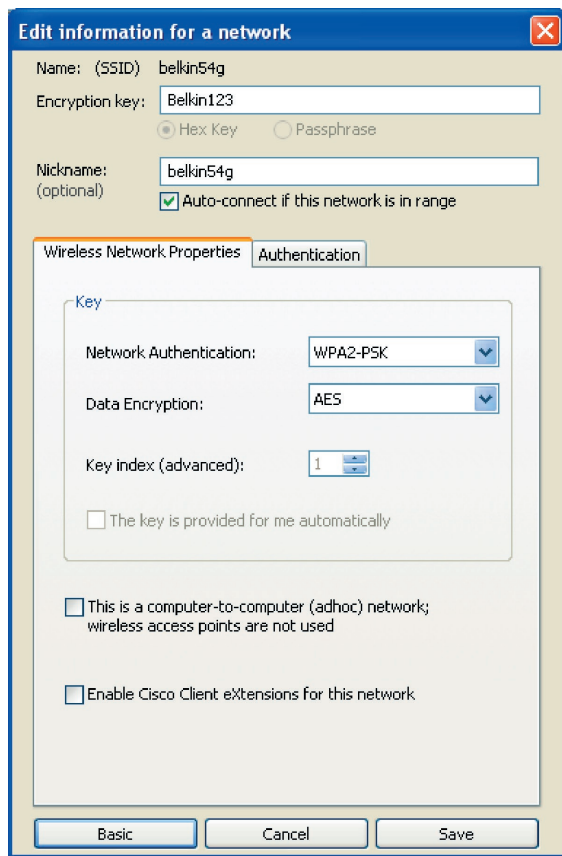 Edit information for a network
Name: (SSID) belkin54g
Encryption key: Belkin123
Hex Key Passphrase
Nickname: belkin54g
(optional)
Auto-connect if this network is in range
Wireless Network Properties Authentication
Key
Network Authentication: WPA2-PSK
Data Encryption: AES
Key index (advanced): 1
The key is provided for me automatically
This is a computer-to-computer (adhoc) network;
wireless access points are not used
Enable Cisco Client eXtensions for this network
Basic Cancel Save